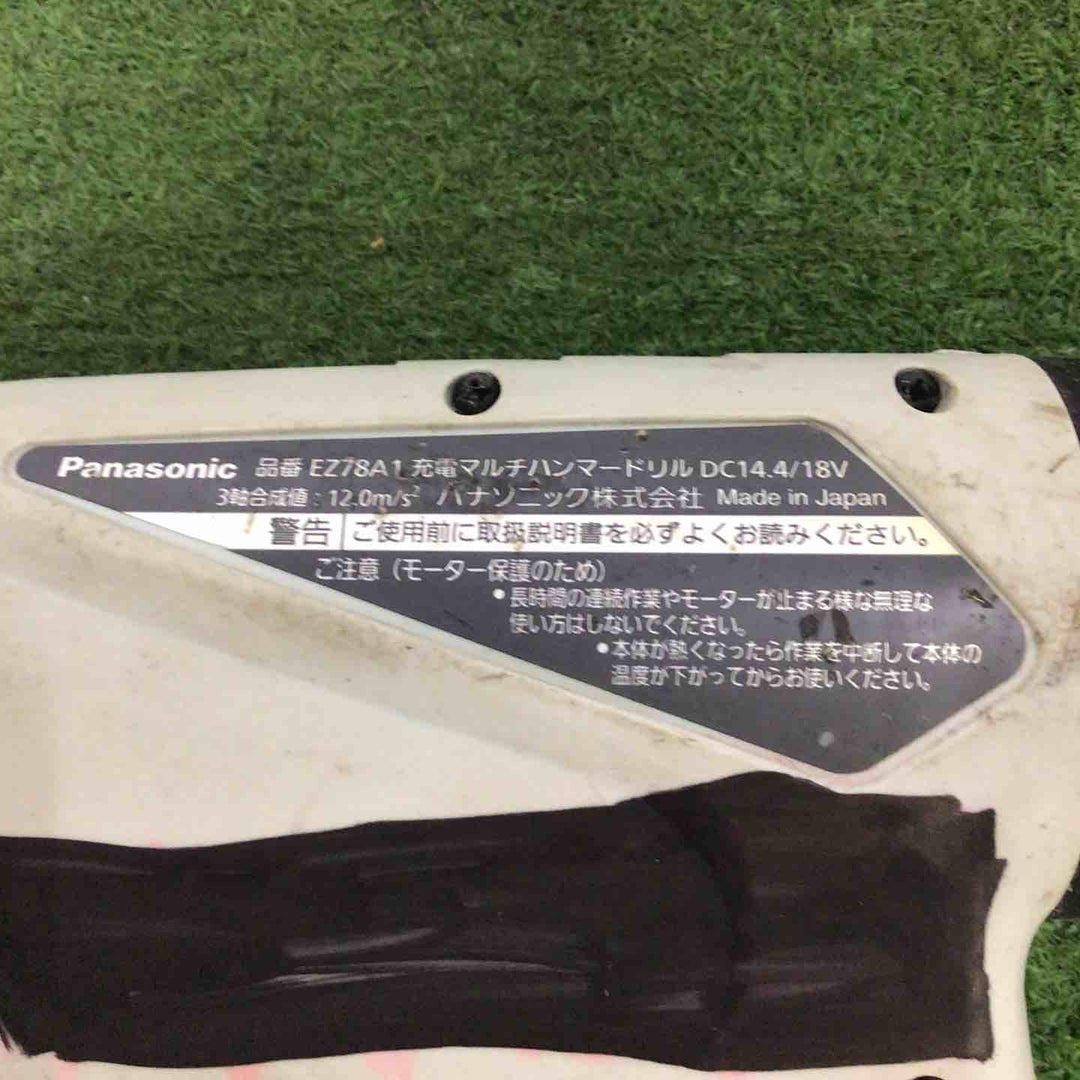 Panasonic 品番 EZ78A1 充電マルチハンマードリル DC14.4/18V
3軸合成値：12.0m/s² パナソニック株式会社 Made in Japan
警告 ご使用前に取扱説明書を必ずよくお読みください。
ご注意（モーター保護のため）
•長時間の連続作業やモーターが止まる様な無理な
使い方はしないでください。
•本体が熱くなったら作業を中断して本体の
温度が下がってからお使いください。